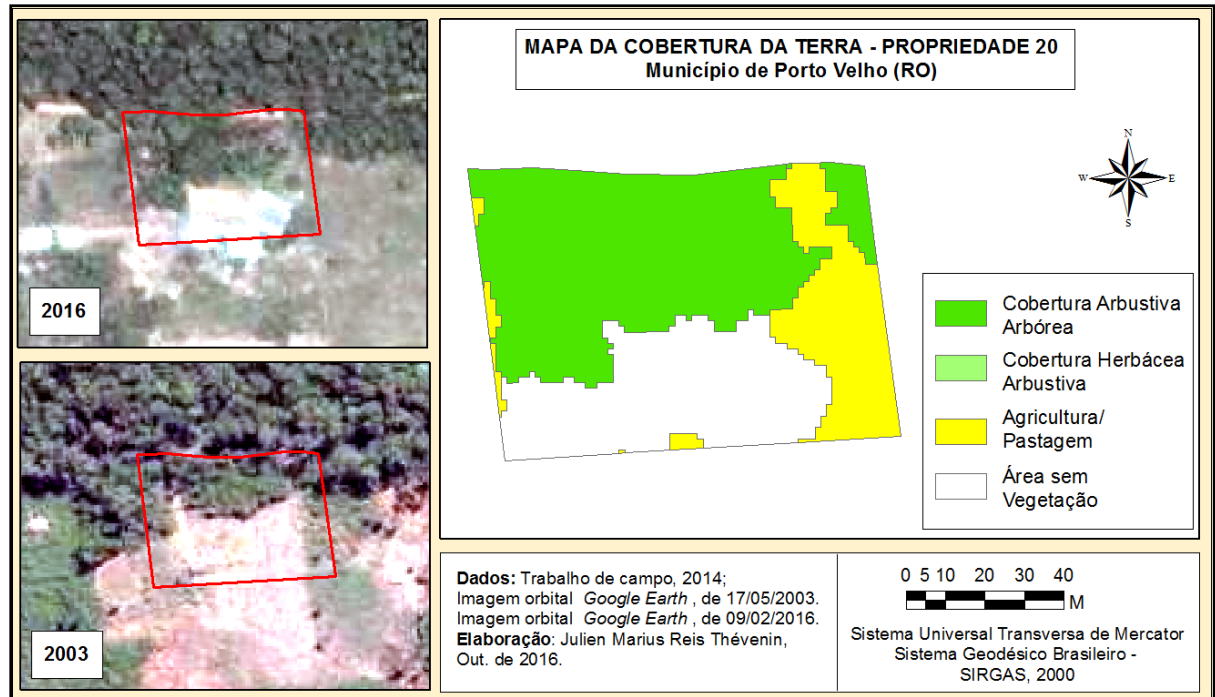 2016
2003
MAPA DA COBERTURA DA TERRA - PROPRIEDADE 20
Município de Porto Velho (RO)
N
W
E
S
Cobertura Arbustiva
Arbórea
Cobertura Herbácea
Arbustiva
Agricultura/
Pastagem
Área sem
Vegetação
Dados: Trabalho de campo, 2014;
Imagem orbital Google Earth , de 17/05/2003.
Imagem orbital Google Earth , de 09/02/2016.
Elaboração: Julien Marius Reis Thévenin,
Out. de 2016.
0 5 10 20 30 40
M
Sistema Universal Transversa de Mercator
Sistema Geodésico Brasileiro -
SIRGAS, 2000